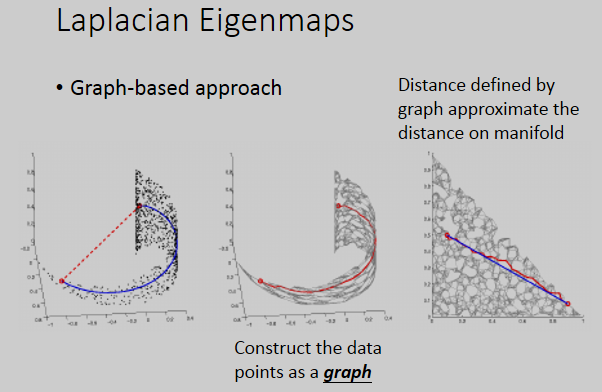 Laplacian Eigenmaps
• Graph-based approach
Distance defined by
graph approximate the
distance on manifold
Construct the data
points as a graph